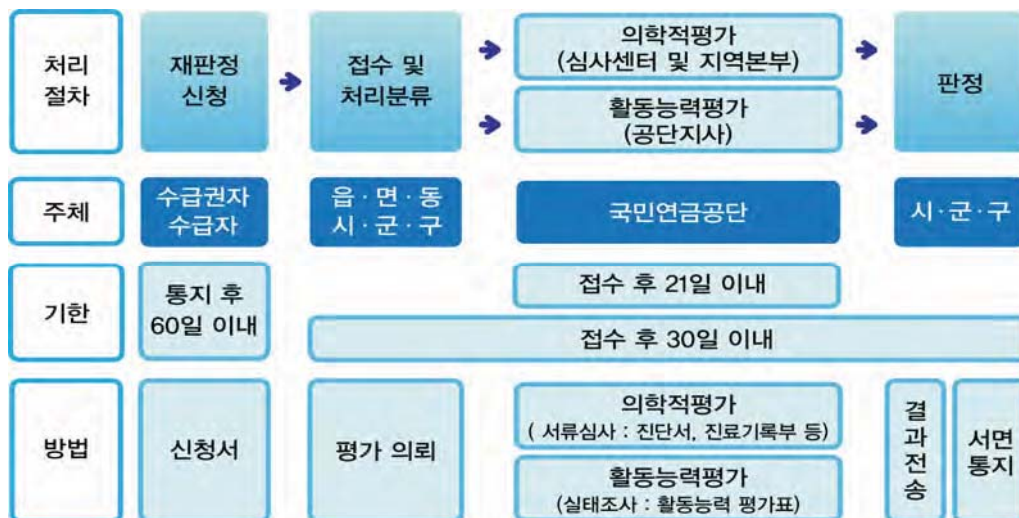 처리
절차
재판정
신청
접수 및
처리분류
의학적평가
(심사센터 및 지역본부)
활동능력평가
(공단지사)
판정
주체
수급권자
수급자
읍·면·동
시·군·구
국민연금공단
시·군·구
기한
통지 후
60일 이내
접수 후 21일 이내
접수 후 30일 이내
방법
신청서
평가 의뢰
의학적평가
( 서류심사 : 진단서, 진료기록부 등)
활동능력평가
(실태조사 : 활동능력 평가표)
결과전송
서면
통지